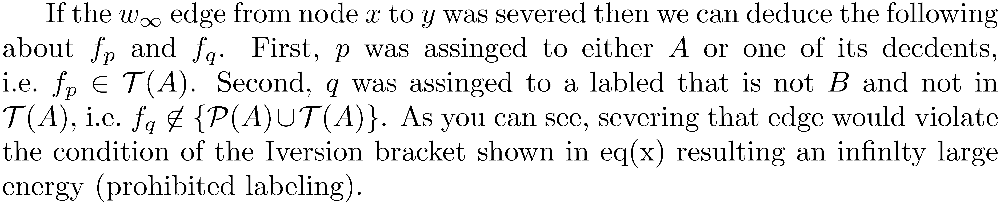 If the $w_\infty$ edge from node $x$ to $y$ was severed then we can deduce the following
about $f_p$ and $f_q$. First, $p$ was assinged to either $A$ or one of its decdents,
i.e. $f_p \in \mathcal{T}(A)$. Second, $q$ was assinged to a labled that is not $B$ and not in
$\mathcal{T}(A)$, i.e. $f_q \notin \{\mathcal{P}(A) \cup \mathcal{T}(A)\}$. As you can see, severing that edge would violate
the condition of the Iversion bracket shown in eq(x) resulting an infinlty large
energy (prohibited labeling).